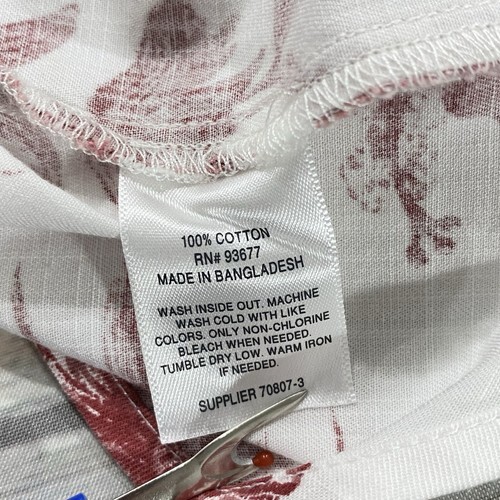 100% COTTON
RN# 93677
MADE IN BANGLADESH
WASH INSIDE OUT. MACHINE
WASH COLD WITH LIKE
COLORS. ONLY NON-CHLORINE
BLEACH WHEN NEEDED.
TUMBLE DRY LOW. WARM IRON
IF NEEDED.
SUPPLIER 70807-3